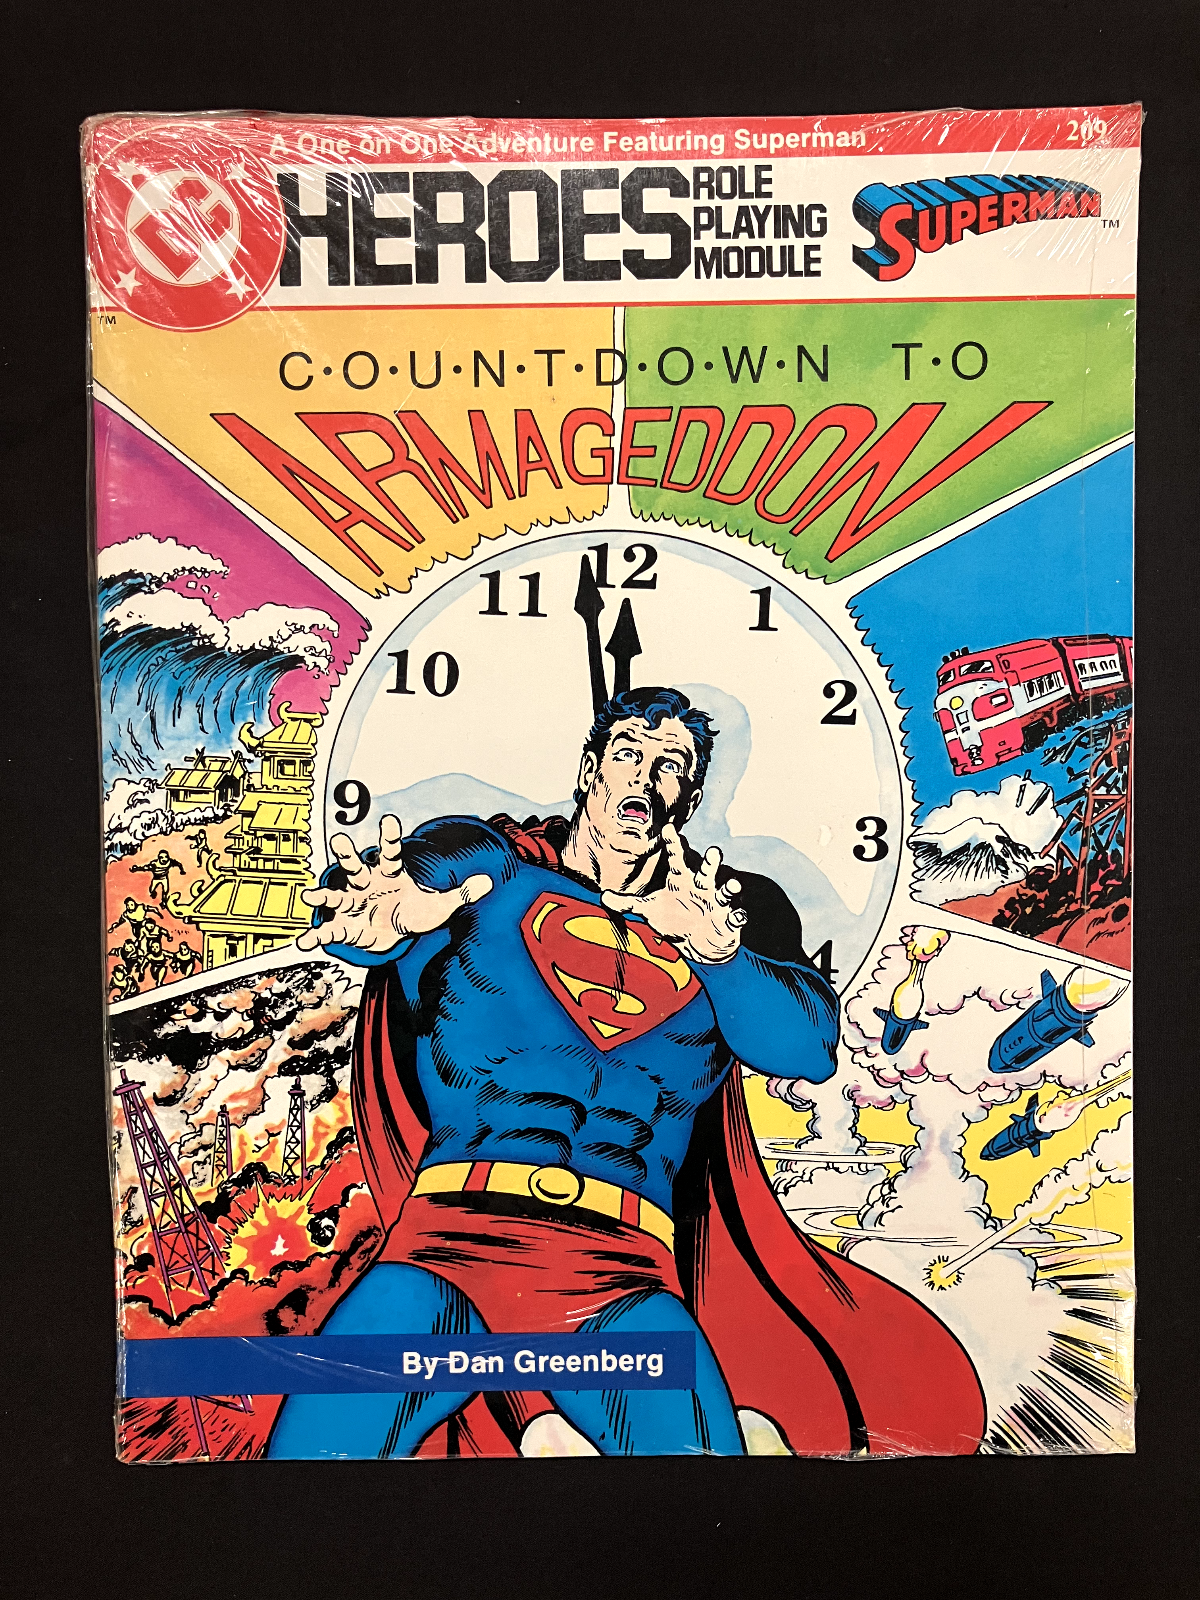 A One on One Adventure Featuring Superman
209
DC
HEROES
ROLE
PLAYING
MODULE
SUPERMAN
TM
TM
C·O·U·N·T·D·O·W·N T·O
ARMAGEDDON
12
11
1
10
2
9
3
4
S
CCCP
By Dan Greenberg